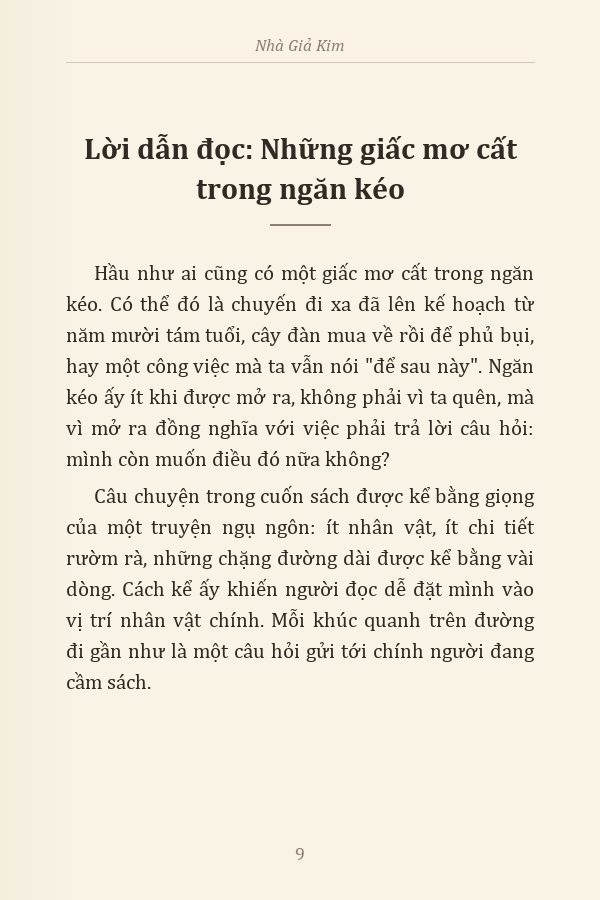 Nhà Giả Kim
Lời dẫn đọc: Những giấc mơ cất
trong ngăn kéo
Hầu như ai cũng có một giấc mơ cất trong ngăn
kéo. Có thể đó là chuyến đi xa đã lên kế hoạch từ
năm mười tám tuổi, cây đàn mua về rồi để phủ bụi,
hay một công việc mà ta vẫn nói "để sau này". Ngăn
kéo ấy ít khi được mở ra, không phải vì ta quên, mà
vì mở ra đồng nghĩa với việc phải trả lời câu hỏi:
mình còn muốn điều đó nữa không?
Câu chuyện trong cuốn sách được kể bằng giọng
của một truyện ngụ ngôn: ít nhân vật, ít chi tiết
rườm rà, những chặng đường dài được kể bằng vài
dòng. Cách kể ấy khiến người đọc dễ đặt mình vào
vị trí nhân vật chính. Mỗi khúc quanh trên đường
đi gần như là một câu hỏi gửi tới chính người đang
cầm sách.
9